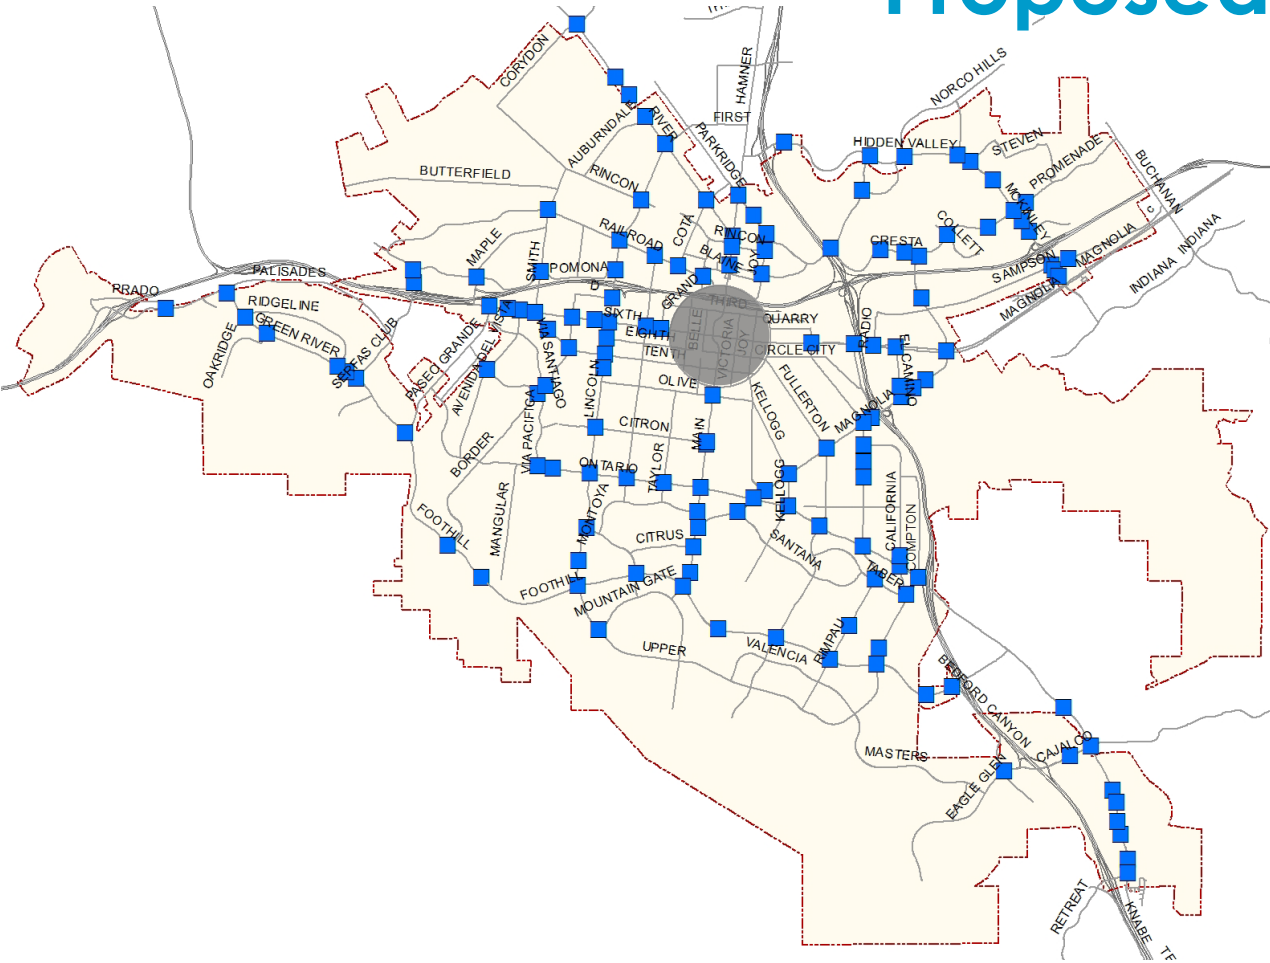 Proposed
CORYDON
HAMNER
NORCO HILLS
FIRST
RIVER
AUBURNDALE
PARKRIDGE
HIDDEN VALLEY
STEVEN
PROMENADE
BUCHANAN
BUTTERFIELD
RINCON
MCKINLEY
COTA
RAILROAD
RINCON
COLLETT
CRESTA
MAPLE
SMITH
BLAINE
JOY
MAGNOLIA
INDIANA
POMONA
SAMPSON
INDIANA
PALISADES
PRADO
D
GRAND
MAGNOLIA
RIDGELINE
THIRD
SIXTH
QUARRY
RADIO
GREEN RIVER
OAKRIDGE
SERFAS CLUB
PASEO GRANDE
AVENIDA DEL VISTA
VIA SANTIAGO
EIGHTH
BELLE
VICTORIA
JOY
TENTH
CIRCLE CITY
EL CAMINO
LINCOLN
OLIVE
KELLOGG
FULLERTON
MAGNOLIA
VIA PACIFICA
CITRON
MAIN
BORDER
ONTARIO
TAYLOR
KELLOGG
CALIFORNIA
COMPTON
MANGULAR
MONTOYA
FOOTHILL
CITRUS
SANTANA
TABER
FOOTHILL
MOUNTAIN GATE
UPPER
VALENCIA
RIMPAU
BEDFORD CANYON
MASTERS
CAJALCO
EAGLE GLEN
RETREAT
KNABE
TE